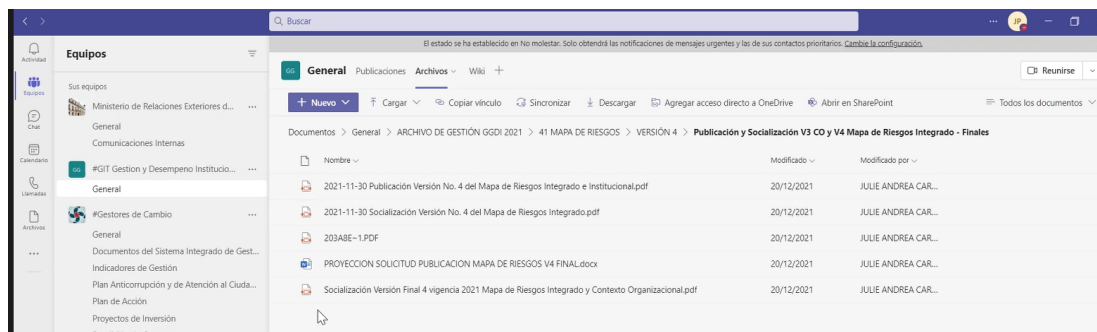 Buscar
JP
El estado se ha establecido en No molestar. Solo obtendrá las notificaciones de mensajes urgentes y las de sus contactos prioritarios. Cambie la configuración.
Actividad
Equipos
Chat
Calendario
Llamadas
Archivos
Equipos
Sus equipos
Ministerio de Relaciones Exteriores d...
General
Comunicaciones Internas
GG #GIT Gestion y Desempeno Institucio...
General
#Gestores de Cambio
General
Documentos del Sistema Integrado de Gest...
Indicadores de Gestión
Plan Anticorrupción y de Atención al Ciuda...
Plan de Acción
Proyectos de Inversión
GG General Publicaciones Archivos Wiki
Reunirse
Nuevo Cargar Copiar vínculo Sincronizar Descargar Agregar acceso directo a OneDrive Abrir en SharePoint Todos los documentos
Documentos > General > ARCHIVO DE GESTIÓN GGDI 2021 > 41 MAPA DE RIESGOS > VERSIÓN 4 > Publicación y Socialización V3 CO y V4 Mapa de Riesgos Integrado - Finales
Nombre Modificado Modificado por
2021-11-30 Publicación Versión No. 4 del Mapa de Riesgos Integrado e Institucional.pdf 20/12/2021 JULIE ANDREA CAR...
2021-11-30 Socialización Versión No. 4 del Mapa de Riesgos Integrado.pdf 20/12/2021 JULIE ANDREA CAR...
203A8E~1.PDF 20/12/2021 JULIE ANDREA CAR...
PROYECCION SOLICITUD PUBLICACION MAPA DE RIESGOS V4 FINAL.docx 20/12/2021 JULIE ANDREA CAR...
Socialización Versión Final 4 vigencia 2021 Mapa de Riesgos Integrado y Contexto Organizacional.pdf 20/12/2021 JULIE ANDREA CAR...